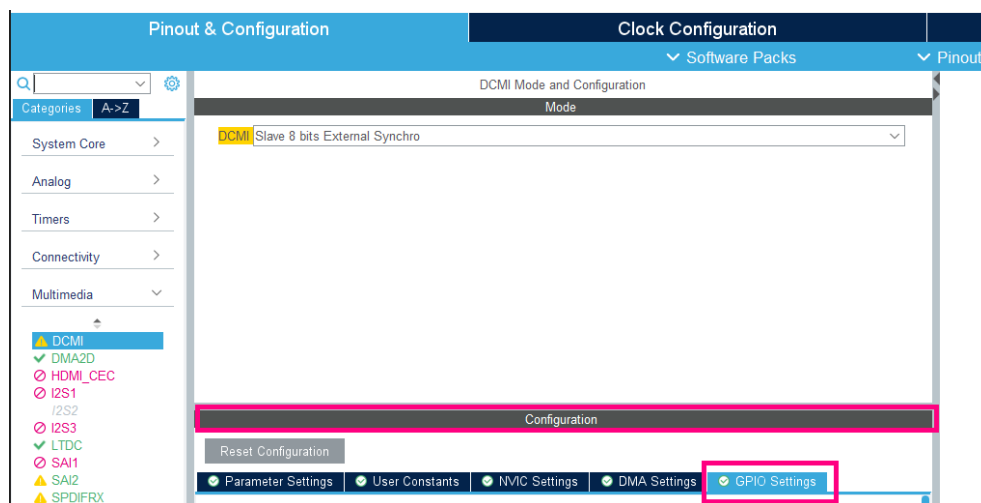 Pinout & Configuration
Clock Configuration
Software Packs
Pinout
DCMI Mode and Configuration
Categories
A->Z
Mode
System Core
DCMI Slave 8 bits External Synchro
Analog
Timers
Connectivity
Multimedia
DCMI
DMA2D
HDMI_CEC
I2S1
I2S2
I2S3
LTDC
SAI1
SAI2
SPDIFRX
Configuration
Reset Configuration
Parameter Settings
User Constants
NVIC Settings
DMA Settings
GPIO Settings